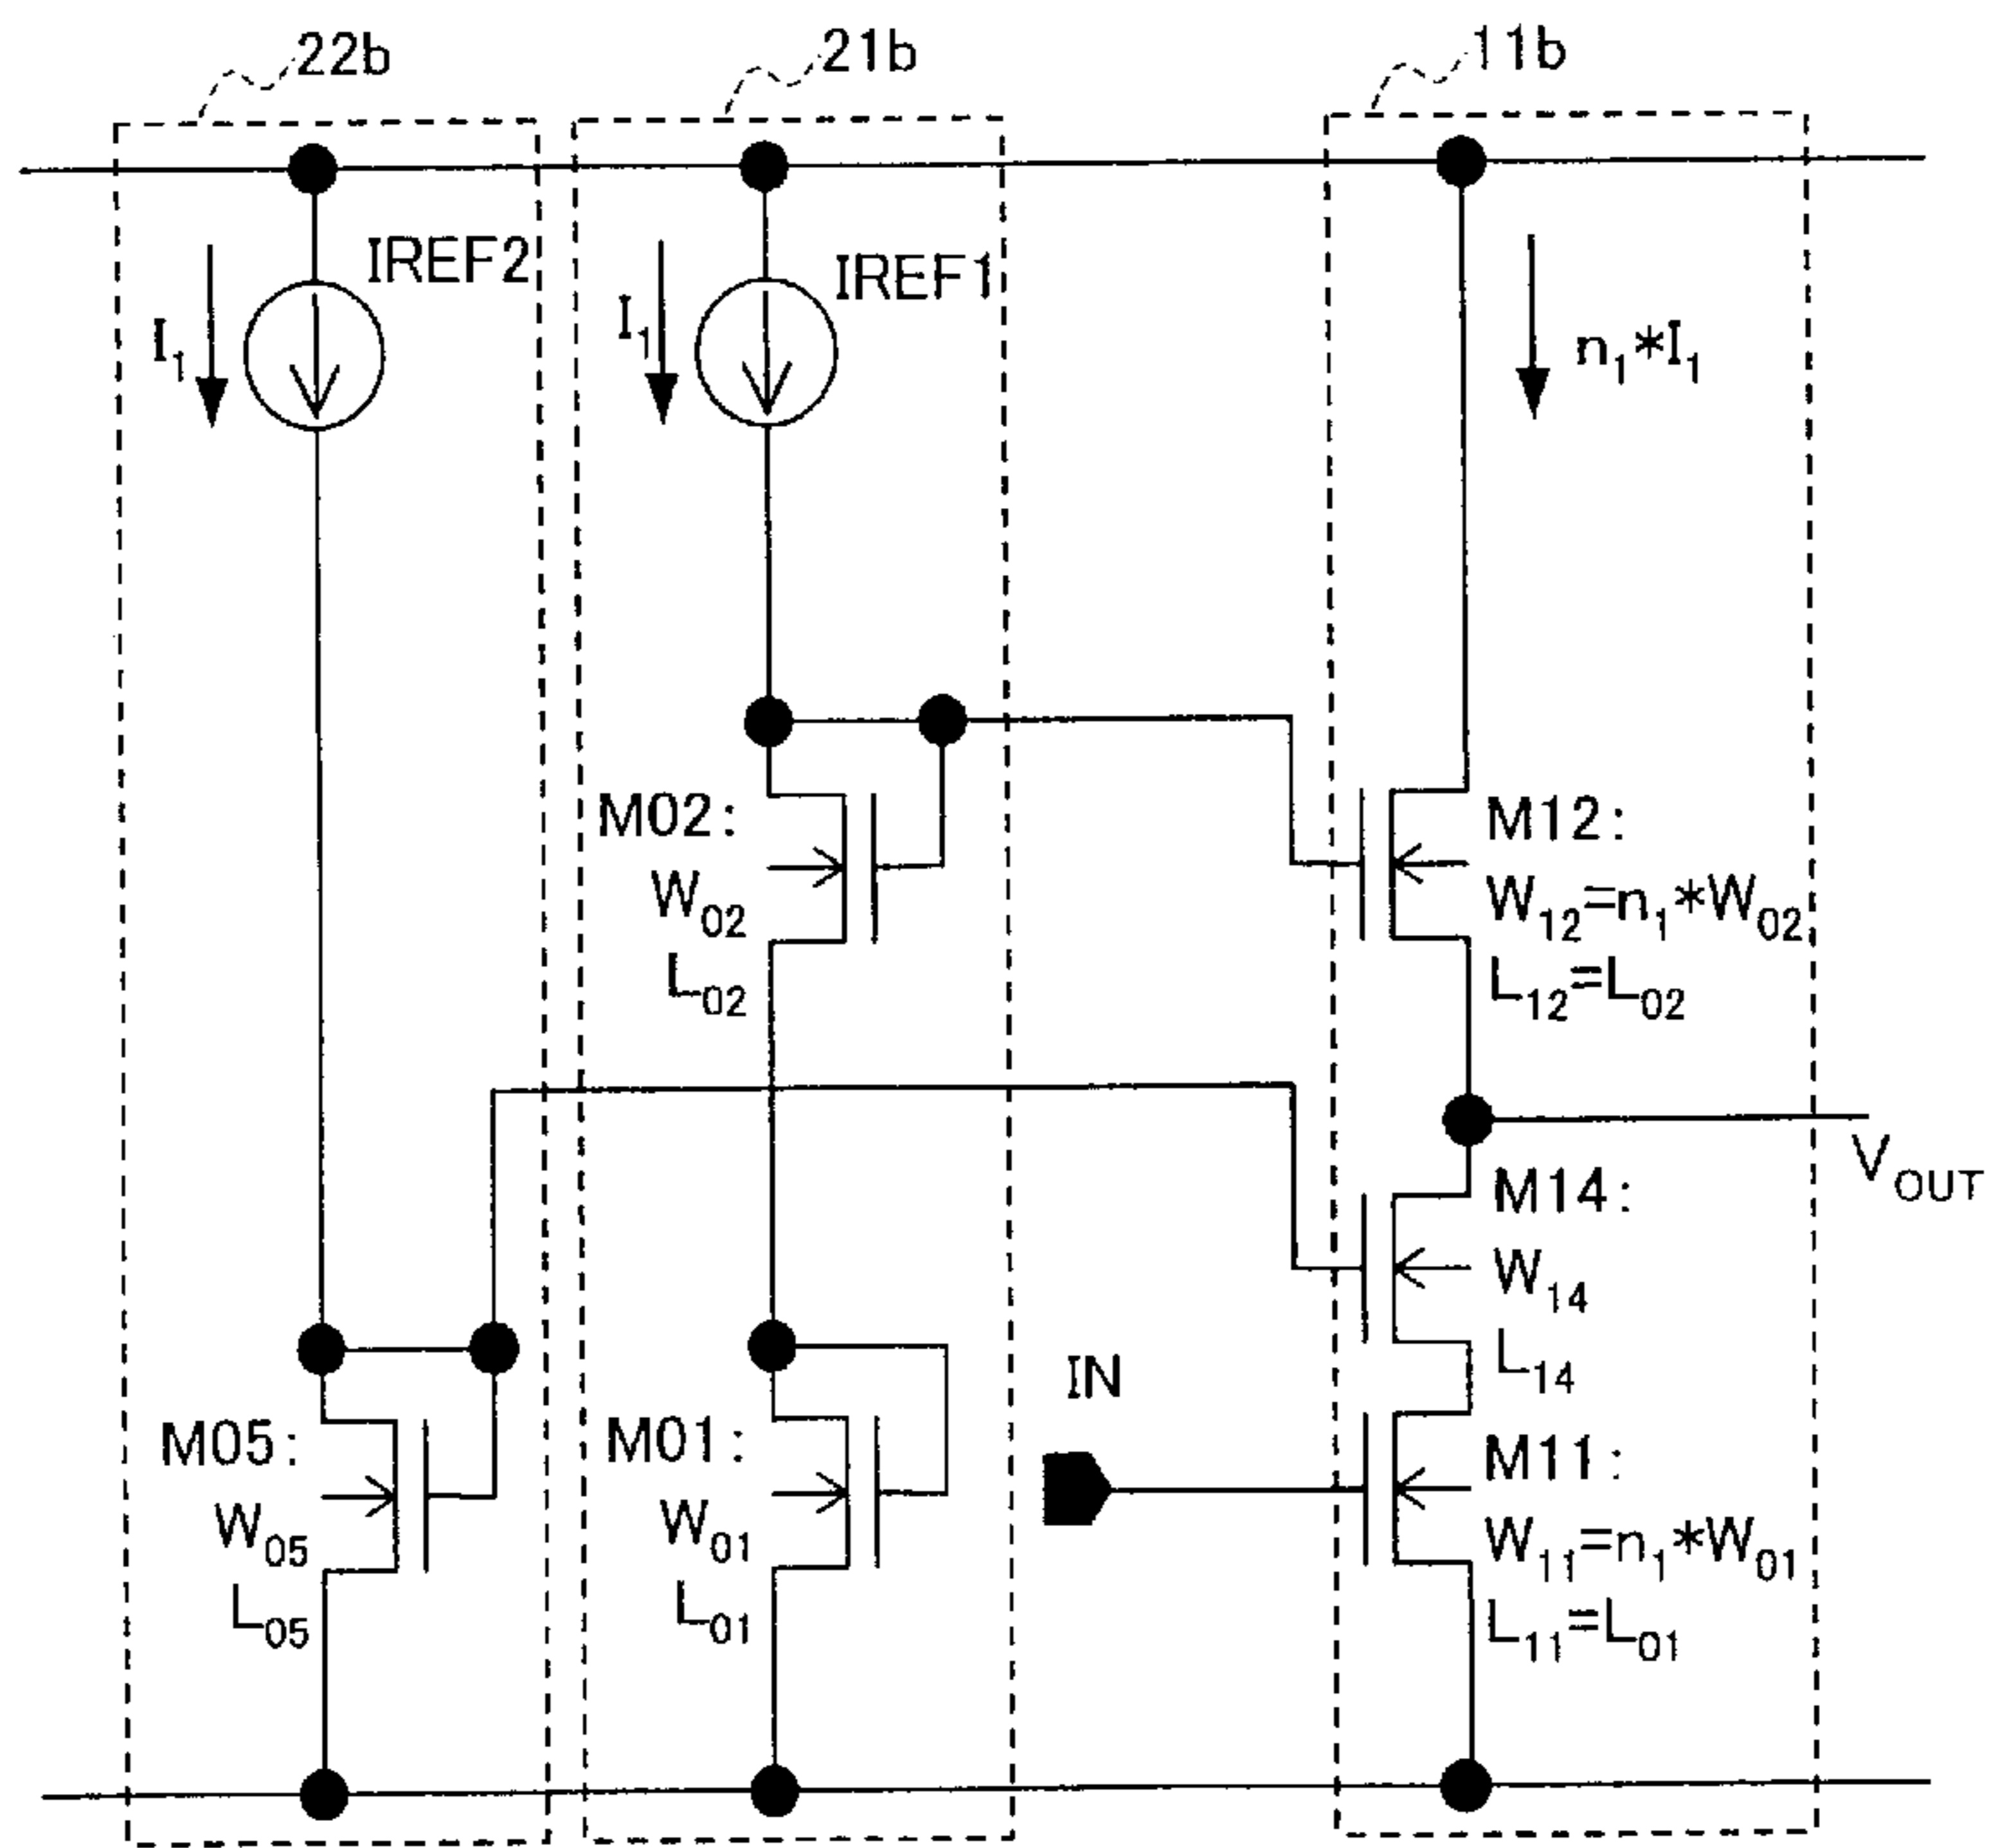 22b
21b
11b
IREF2
I₁
IREF1
I₁
n₁*I₁
M02:
W₀₂
L₀₂
M12:
W₁₂=n₁*W₀₂
L₁₂=L₀₂
V_OUT
M14:
W₁₄
L₁₄
IN
M05:
W₀₅
L₀₅
M01:
W₀₁
L₀₁
M11:
W₁₁=n₁*W₀₁
L₁₁=L₀₁